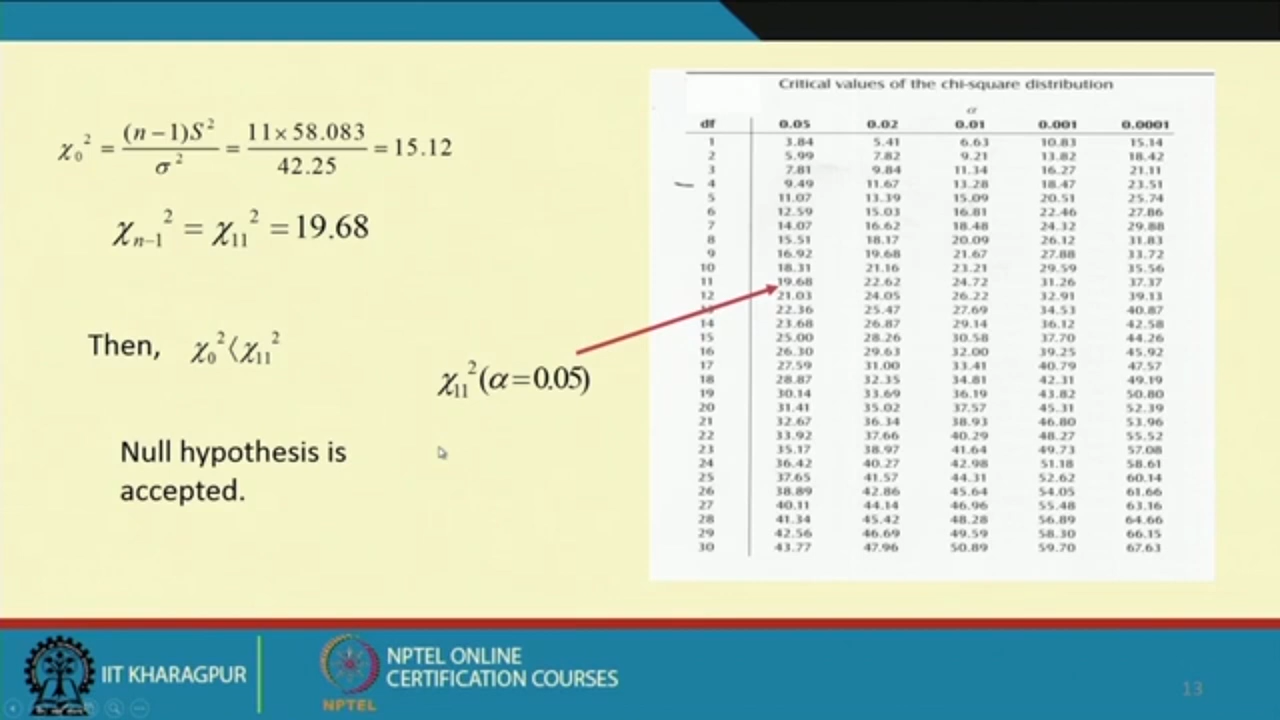 χ₀² = (n−1)S² / σ² = 11×58.083 / 42.25 = 15.12
χₙ₋₁² = χ₁₁² = 19.68
Then, χ₀²⟨χ₁₁²
χ₁₁²(α=0.05)
Null hypothesis is
accepted.
Critical values of the chi-square distribution
α
df 0.05 0.02 0.01 0.001 0.0001
1 3.84 5.41 6.63 10.83 15.14
2 5.99 7.82 9.21 13.82 18.42
3 7.81 9.84 11.34 16.27 21.11
4 9.49 11.67 13.28 18.47 23.51
5 11.07 13.39 15.09 20.51 25.74
6 12.59 15.03 16.81 22.46 27.86
7 14.07 16.62 18.48 24.32 29.88
8 15.51 18.17 20.09 26.12 31.83
9 16.92 19.68 21.67 27.88 33.72
10 18.31 21.16 23.21 29.59 35.56
11 19.68 22.62 24.72 31.26 37.37
12 21.03 24.05 26.22 32.91 39.13
22.36 25.47 27.69 34.53 40.87
14 23.68 26.87 29.14 36.12 42.58
15 25.00 28.26 30.58 37.70 44.26
16 26.30 29.63 32.00 39.25 45.92
17 27.59 31.00 33.41 40.79 47.57
18 28.87 32.35 34.81 42.31 49.19
19 30.14 33.69 36.19 43.82 50.80
20 31.41 35.02 37.57 45.31 52.39
21 32.67 36.34 38.93 46.80 53.96
22 33.92 37.66 40.29 48.27 55.52
23 35.17 38.97 41.64 49.73 57.08
24 36.42 40.27 42.98 51.18 58.61
25 37.65 41.57 44.31 52.62 60.14
26 38.89 42.86 45.64 54.05 61.66
27 40.11 44.14 46.96 55.48 63.16
28 41.34 45.42 48.28 56.89 64.66
29 42.56 46.69 49.59 58.30 66.15
30 43.77 47.96 50.89 59.70 67.63
IIT KHARAGPUR
NPTEL
NPTEL ONLINE
CERTIFICATION COURSES
13